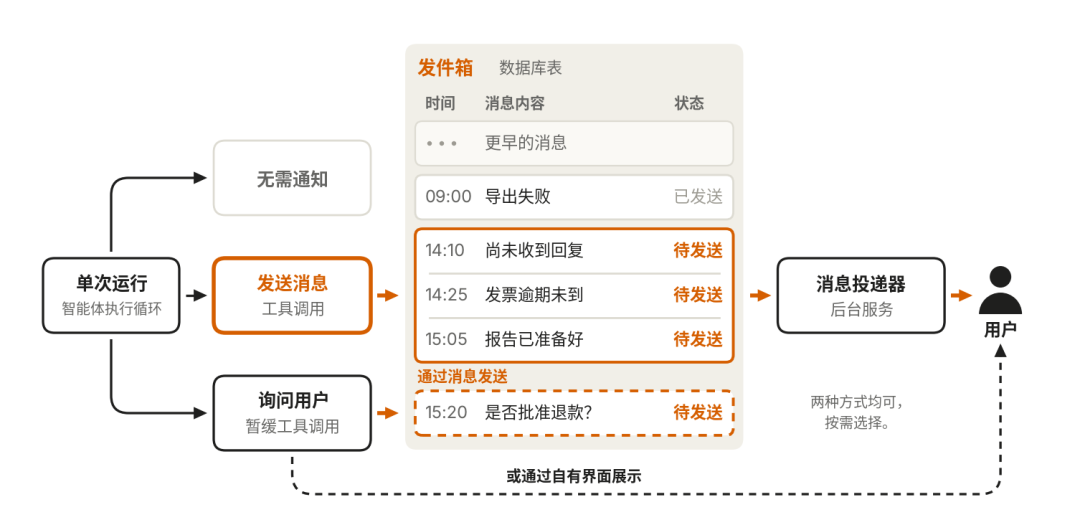 发件箱 数据库表
时间 消息内容 状态
••• 更早的消息
无需通知
09:00 导出失败 已发送
14:10 尚未收到回复 待发送
单次运行
智能体执行循环
发送消息
工具调用
14:25 发票逾期未到 待发送
消息投递器
后台服务
用户
15:05 报告已准备好 待发送
通过消息发送
询问用户
暂缓工具调用
15:20 是否批准退款? 待发送
两种方式均可，
按需选择。
或通过自有界面展示